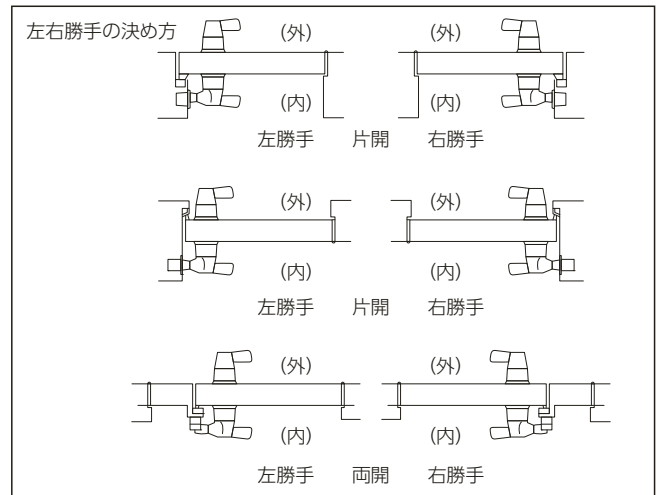 左右勝手の決め方
(外) (外)
(内) (内)
左勝手 片開 右勝手
(外) (外)
(内) (内)
左勝手 片開 右勝手
(外) (外)
(内) (内)
左勝手 両開 右勝手